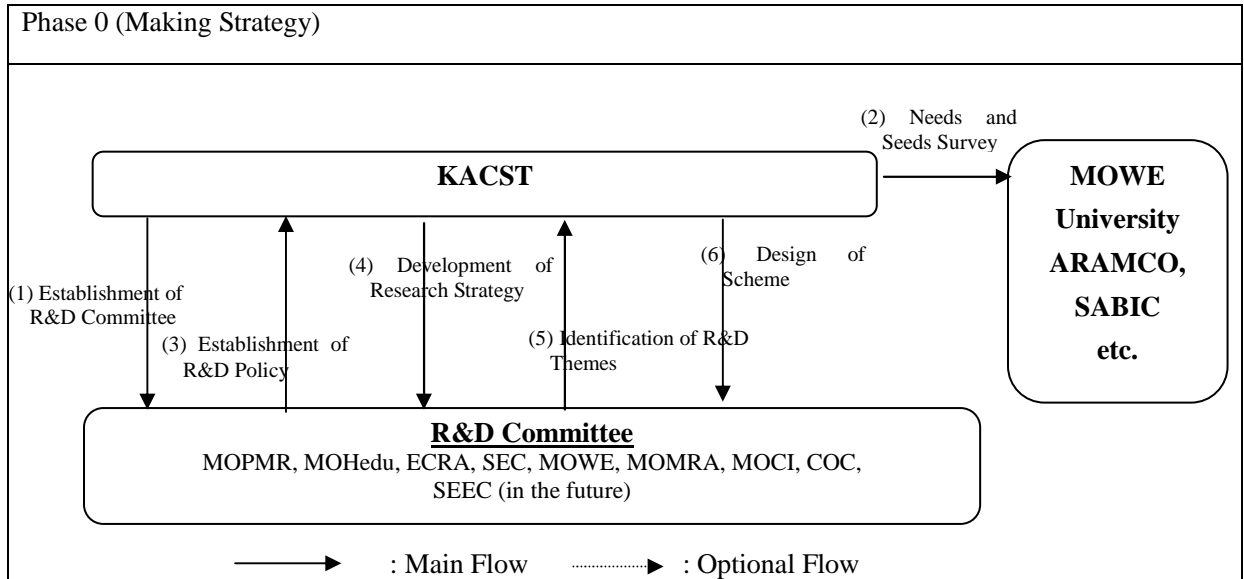 Phase 0 (Making Strategy)
(2) Needs and
Seeds Survey
KACST
MOWE
University
ARAMCO,
SABIC
etc.
(1) Establishment of
R&D Committee
(3) Establishment of
R&D Policy
(4) Development of
Research Strategy
(5) Identification of R&D
Themes
(6) Design of
Scheme
R&D Committee
MOPMR, MOHedu, ECRA, SEC, MOWE, MOMRA, MOCI, COC,
SEEC (in the future)
: Main Flow : Optional Flow